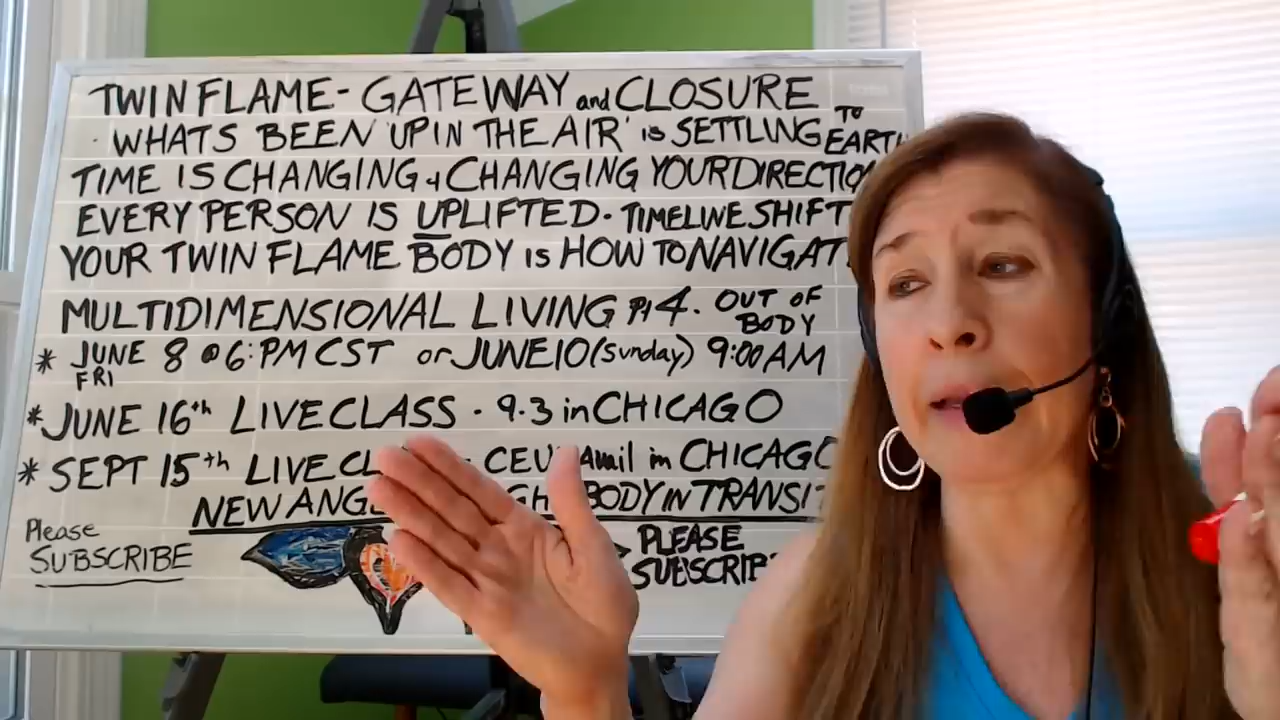 TWIN FLAME - GATEWAY and CLOSURE
· WHATS BEEN 'UP IN THE AIR' is SETTLING TO EARTH
TIME IS CHANGING & CHANGING YOUR DIRECTIO
EVERY PERSON IS UPLIFTED. TIMELINE SHIFT
YOUR TWIN FLAME BODY is HOW TO NAVIGAT
MULTIDIMENSIONAL LIVING Pt 4. OUT OF BODY
* JUNE 8 @ 6:PM CST or JUNE 10 (Sunday) 9:00 AM
FRI
* JUNE 16th LIVE CLASS - 9-3 in CHICAGO
* SEPT 15th LIVE CL CEU Avail in CHICAGO
NEW ANG BODY IN TRANSI
Please
SUBSCRIBE
PLEASE
SUBSCRIB